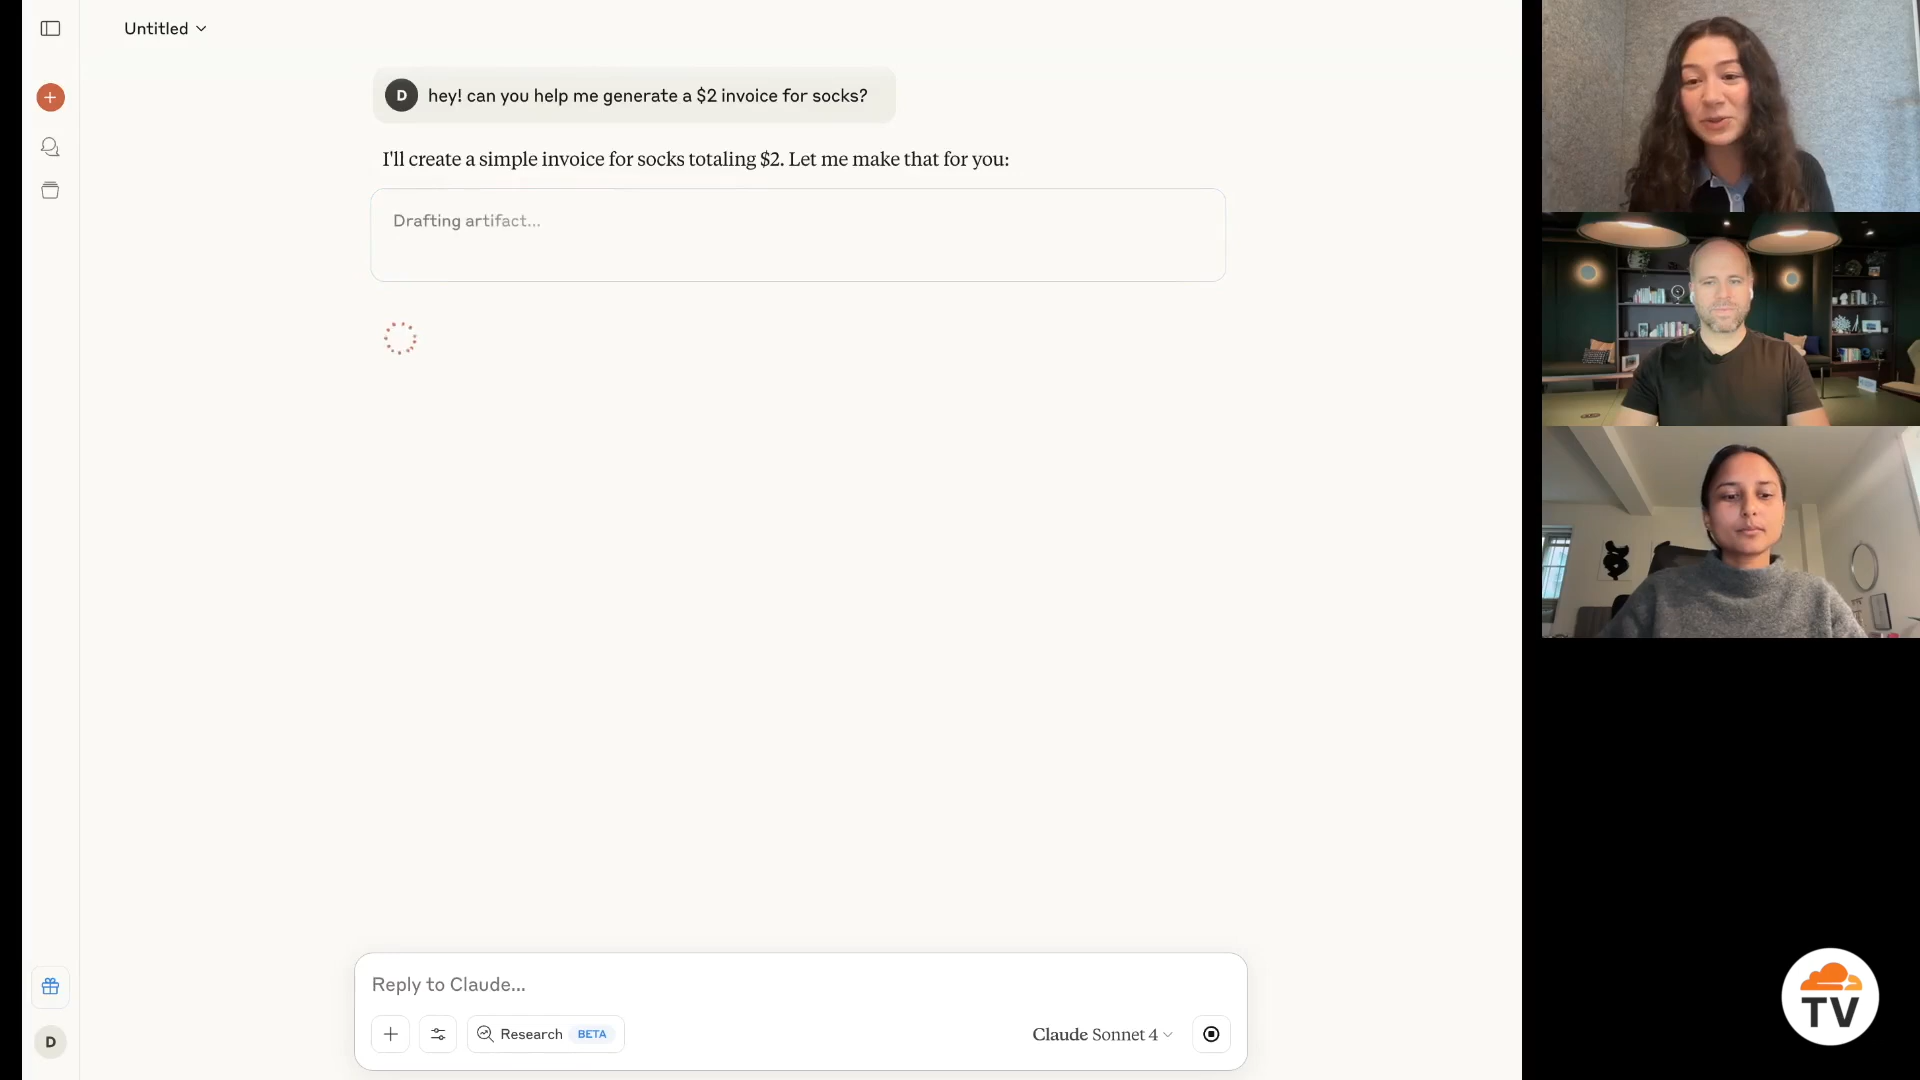 Untitled
D
hey! can you help me generate a $2 invoice for socks?
I'll create a simple invoice for socks totaling $2. Let me make that for you:
Drafting artifact...
Reply to Claude...
Research BETA
Claude Sonnet 4
D
TV